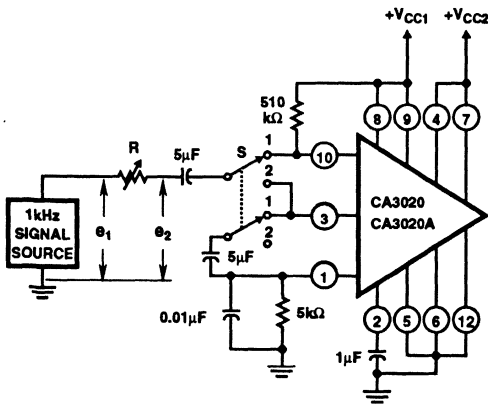 +VCC1 +VCC2
510
kΩ
8 9 4 7
R
5μF
S
1
10
2
CA3020
CA3020A
1
3
2
1kHz
SIGNAL
SOURCE
e1 e2
5μF
1
0.01μF
5kΩ
2 5 6 12
1μF